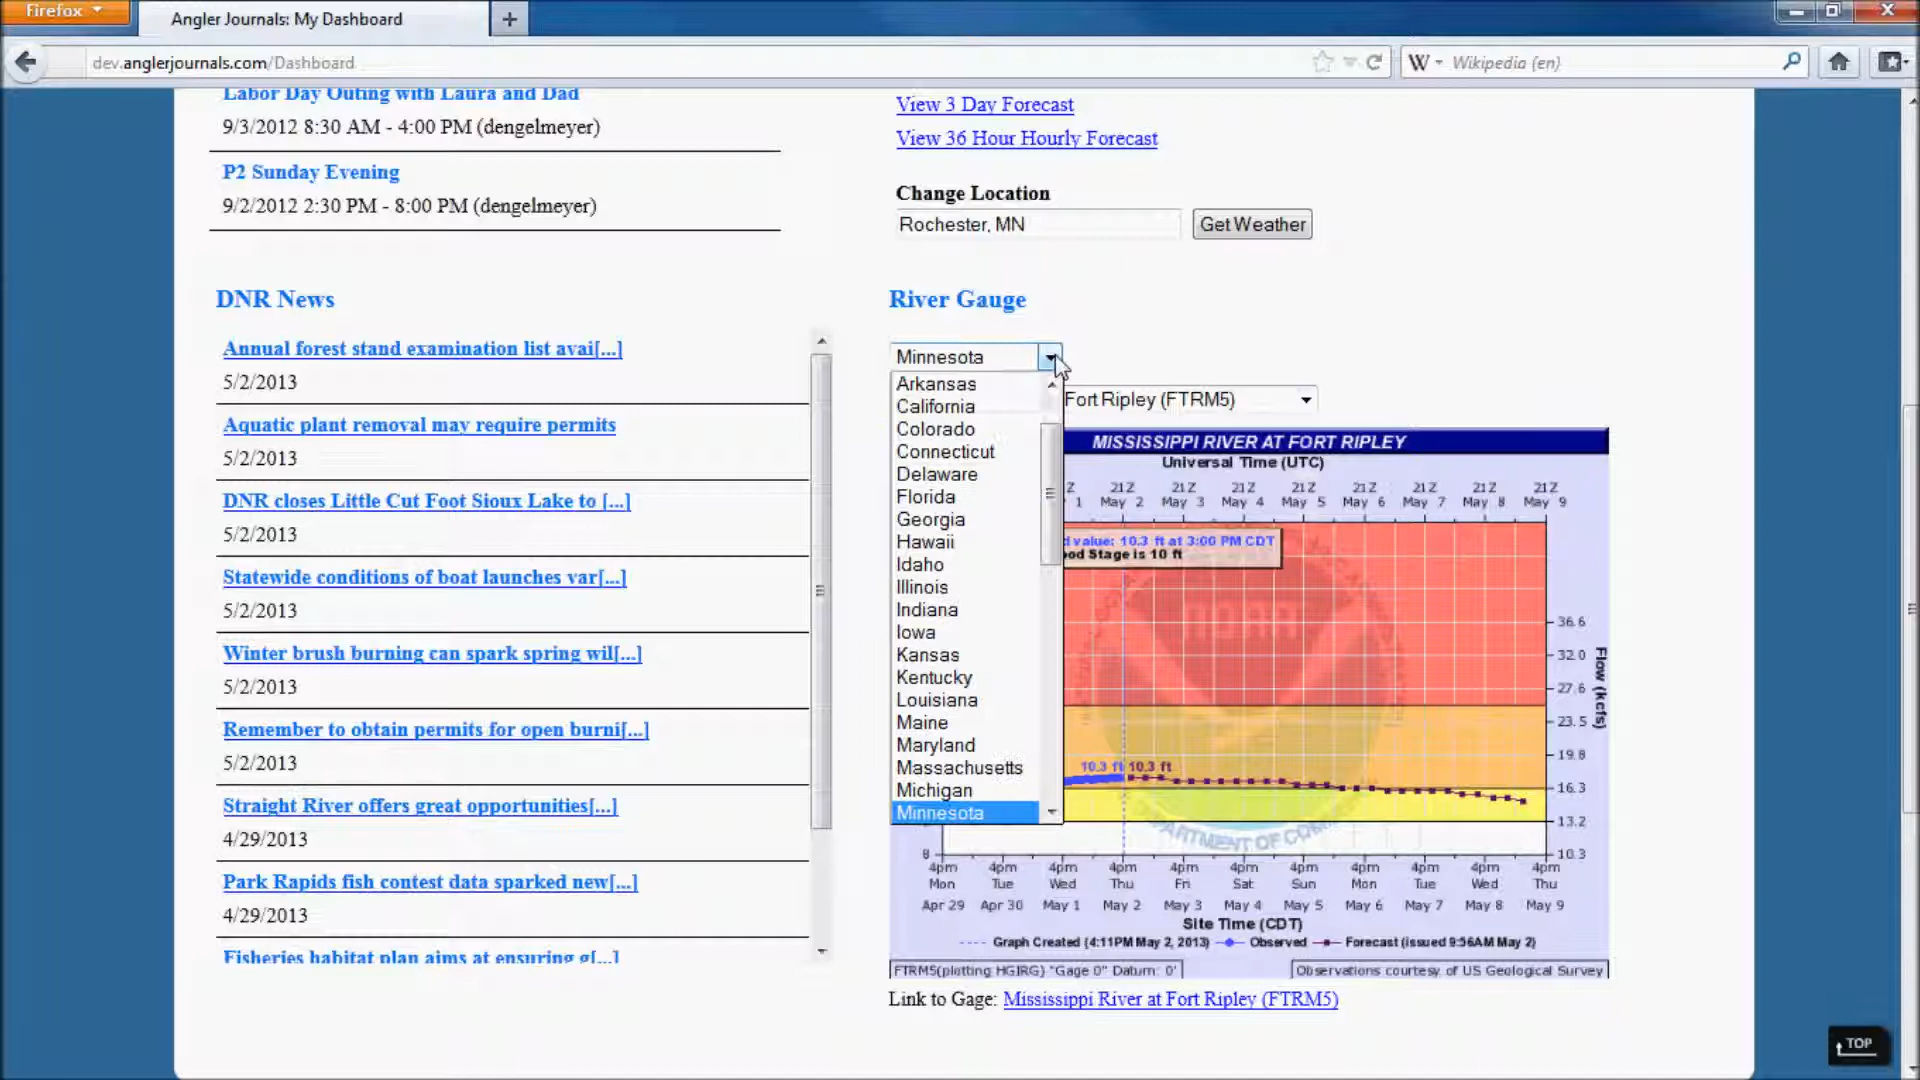 Firefox
Angler Journals: My Dashboard
dev.anglerjournals.com/Dashboard
W
Wikipedia (en)
Labor Day Outing with Laura and Dad
9/3/2012 8:30 AM - 4:00 PM (dengelmeyer)
P2 Sunday Evening
9/2/2012 2:30 PM - 8:00 PM (dengelmeyer)
View 3 Day Forecast
View 36 Hour Hourly Forecast
Change Location
Rochester, MN
Get Weather
DNR News
Annual forest stand examination list avai[...]
5/2/2013
Aquatic plant removal may require permits
5/2/2013
DNR closes Little Cut Foot Sioux Lake to [...]
5/2/2013
Statewide conditions of boat launches var[...]
5/2/2013
Winter brush burning can spark spring wil[...]
5/2/2013
Remember to obtain permits for open burni[...]
5/2/2013
Straight River offers great opportunities[...]
4/29/2013
Park Rapids fish contest data sparked new[...]
4/29/2013
Fisheries habitat plan aims at ensuring g[...]
River Gauge
Minnesota
Arkansas
California
Colorado
Connecticut
Delaware
Florida
Georgia
Hawaii
Idaho
Illinois
Indiana
Iowa
Kansas
Kentucky
Louisiana
Maine
Maryland
Massachusetts
Michigan
Minnesota
Fort Ripley (FTRM5)
MISSISSIPPI RIVER AT FORT RIPLEY
Universal Time (UTC)
Z 21Z 21Z 21Z 21Z 21Z 21Z 21Z 21Z
1 May 2 May 3 May 4 May 5 May 6 May 7 May 8 May 9
d value: 10.3 ft at 3:00 PM CDT
od Stage is 10 ft
NOAA
10.3 ft 10.3 ft
36.6
32.0
27.6
23.5
19.8
16.3
13.2
10.3
Flow (kcfs)
8
4pm 4pm 4pm 4pm 4pm 4pm 4pm 4pm 4pm 4pm 4pm
Mon Tue Wed Thu Fri Sat Sun Mon Tue Wed Thu
Apr 29 Apr 30 May 1 May 2 May 3 May 4 May 5 May 6 May 7 May 8 May 9
Site Time (CDT)
Graph Created (4:11PM May 2, 2013) Observed Forecast (issued 9:56AM May 2)
FTRM5(plotting HGIRG) "Gage 0" Datum: 0'
Observations courtesy of US Geological Survey
Link to Gage: Mississippi River at Fort Ripley (FTRM5)
TOP